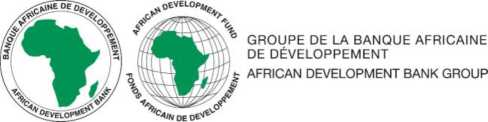 BANQUE AFRICAINE DE DEVELOPPEMENT
AFRICAN DEVELOPMENT BANK
AFRICAN DEVELOPMENT FUND
FONDS AFRICAIN DE DEVELOPPEMENT
GROUPE DE LA BANQUE AFRICAINE
DE DÉVELOPPEMENT
AFRICAN DEVELOPMENT BANK GROUP